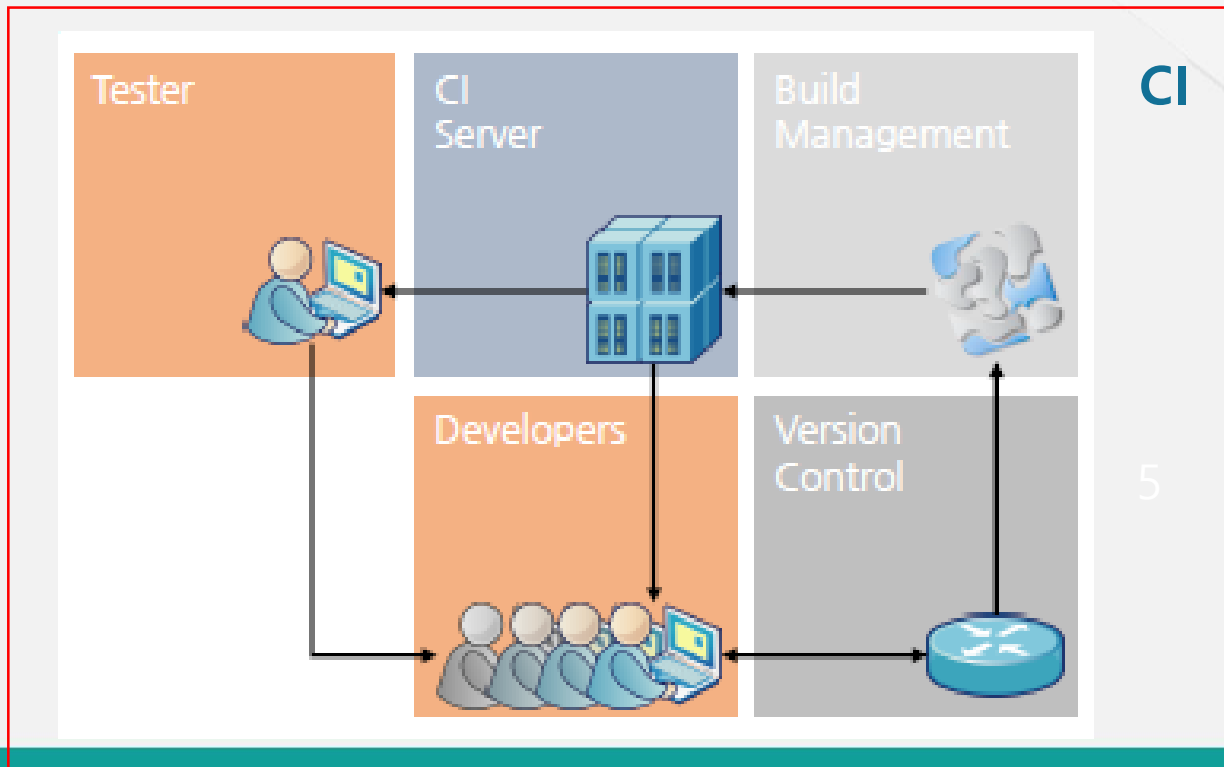 Tester
CI
Server
Build
Management
CI
Developers
Version
Control
5